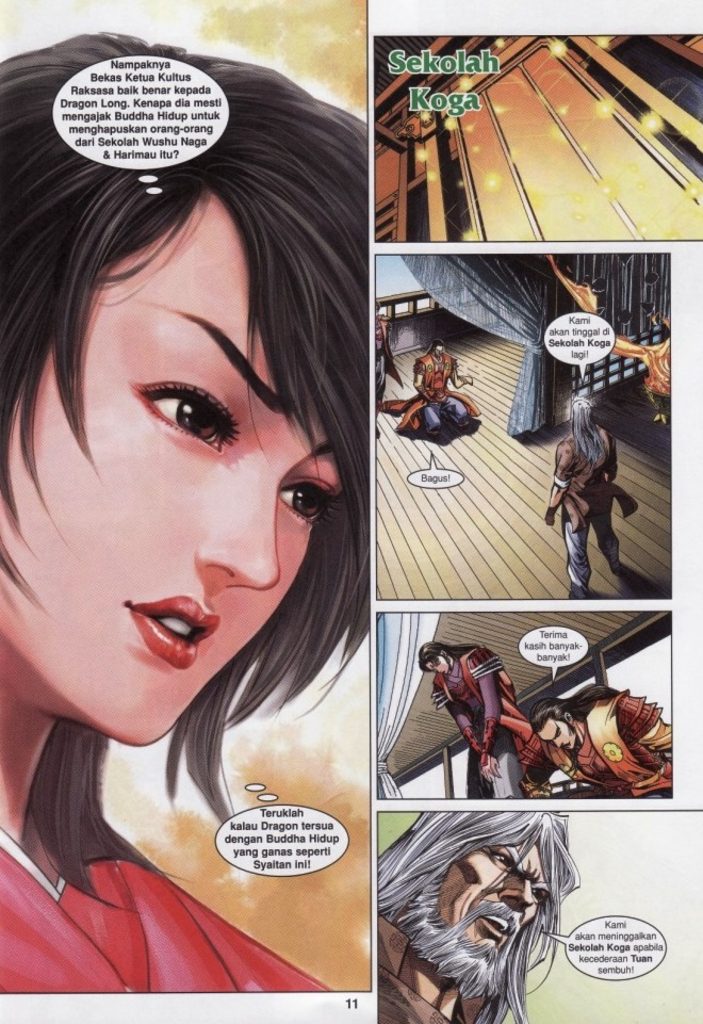 Nampaknya
Bekas Ketua Kultus
Raksasa baik benar kepada
Dragon Long. Kenapa dia mesti
mengajak Buddha Hidup untuk
menghapuskan orang-orang
dari Sekolah Wushu Naga
& Harimau itu?
Teruklah
kalau Dragon tersua
dengan Buddha Hidup
yang ganas seperti
Syaitan ini!
Sekolah
Koga
Kami
akan tinggal di
Sekolah Koga
lagi!
Bagus!
Terima
kasih banyak-
banyak!
Kami
akan meninggalkan
Sekolah Koga apabila
kecederaan Tuan
sembuh!
11